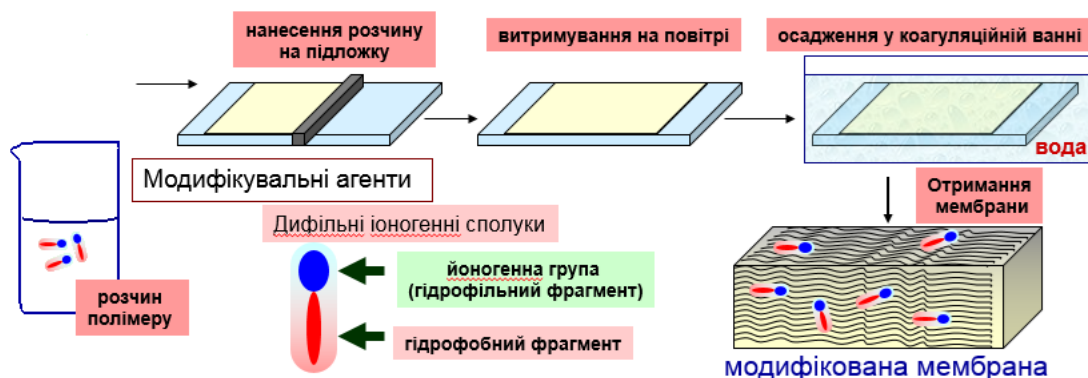 нанесення розчину
на підложку
витримування на повітрі
осадження у коагуляційній ванні
вода
Модифікувальні агенти
Отримання
мембрани
Дифільні іоногенні сполуки
йоногенна група
(гідрофільний фрагмент)
розчин
полімеру
гідрофобний фрагмент
модифікована мембрана